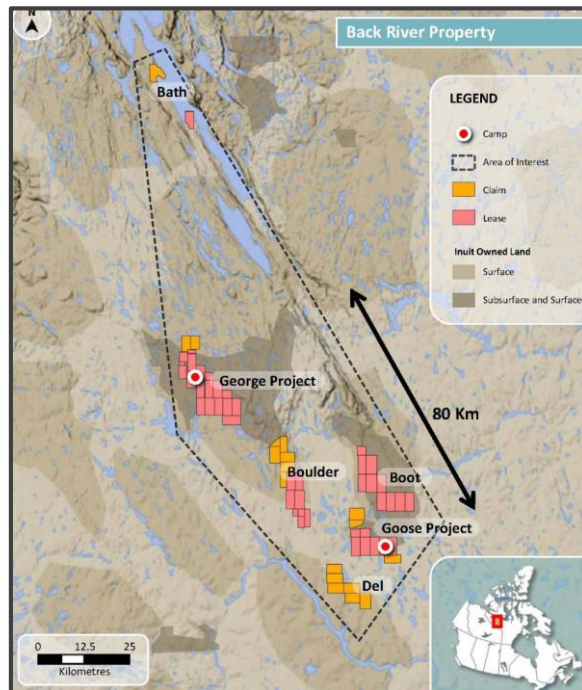 N
Back River Property
Bath
LEGEND
Camp
Area of Interest
Claim
Lease
Inuit Owned Land
Surface
Subsurface and Surface
George Project
80 Km
Boulder
Boot
Goose Project
Del
0 12.5 25
Kilometres